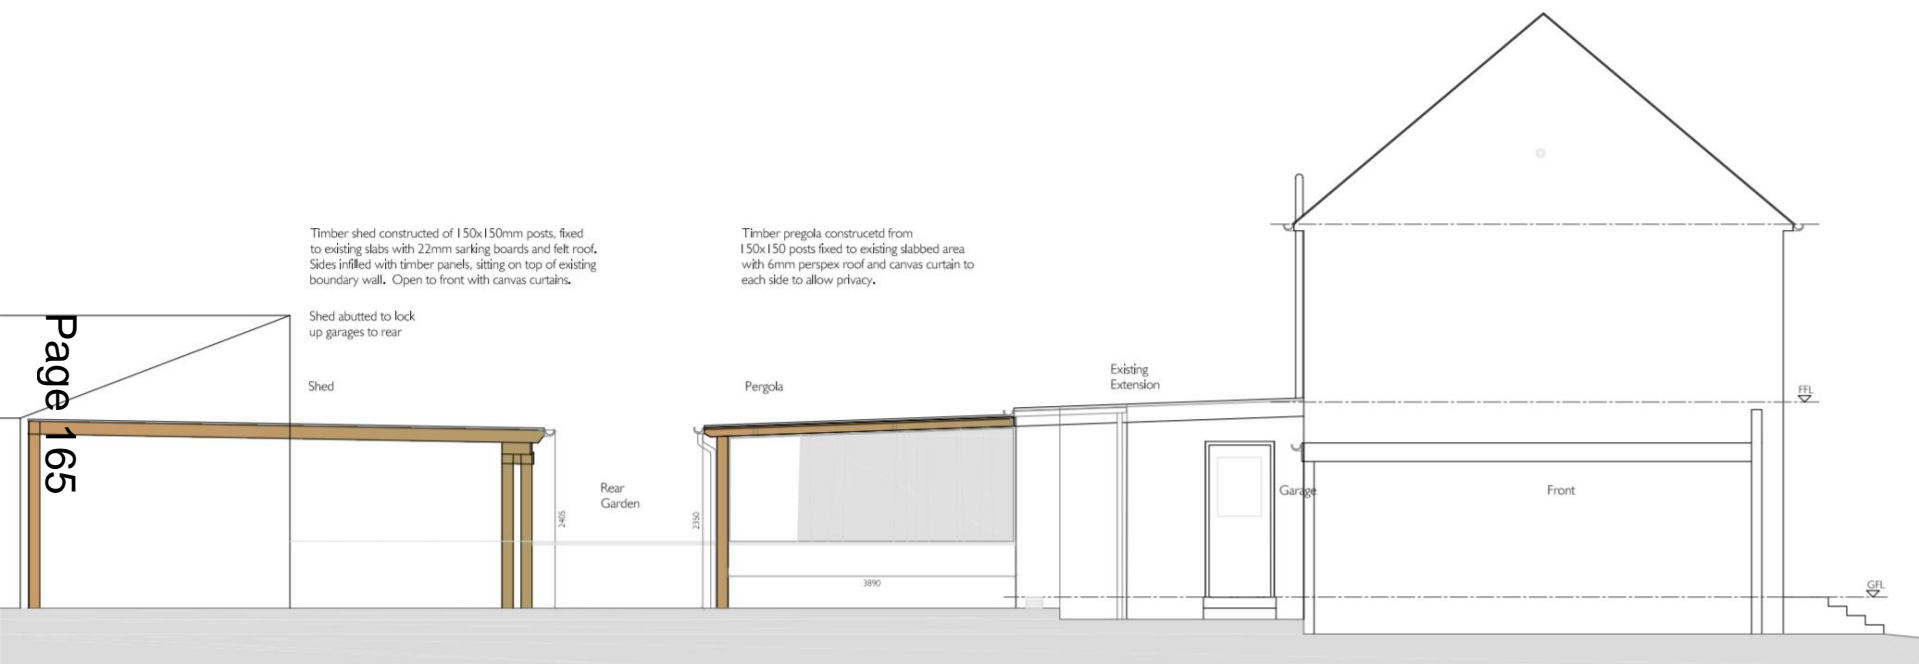 Timber shed constructed of 150x150mm posts, fixed
to existing slabs with 22mm sarking boards and felt roof.
Sides infilled with timber panels, sitting on top of existing
boundary wall. Open to front with canvas curtains.
Shed abutted to lock
up garages to rear
Shed
Timber pregola construcetd from
150x150 posts fixed to existing slabbed area
with 6mm perspex roof and canvas curtain to
each side to allow privacy.
Pergola
Existing
Extension
FFL
Page 165
Rear
Garden
2405
2350
3890
Garage
Front
GFL